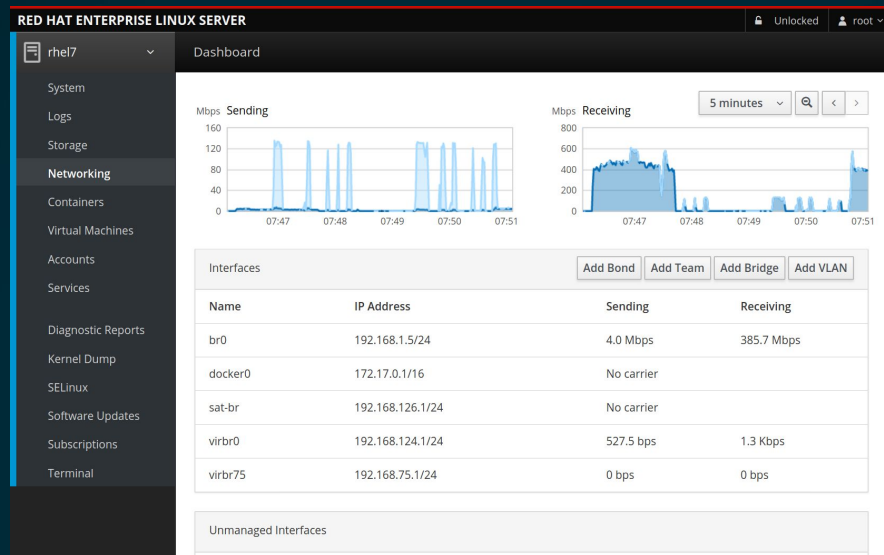 RED HAT ENTERPRISE LINUX SERVER
Unlocked
root
rhel7
Dashboard
System
Logs
Storage
Networking
Containers
Virtual Machines
Accounts
Services
Diagnostic Reports
Kernel Dump
SELinux
Software Updates
Subscriptions
Terminal
Mbps Sending
160
120
80
40
0
07:47 07:48 07:49 07:50 07:51
Mbps Receiving
5 minutes
800
600
400
200
0
07:47 07:48 07:49 07:50 07:51
Interfaces
Add Bond Add Team Add Bridge Add VLAN
Name IP Address Sending Receiving
br0 192.168.1.5/24 4.0 Mbps 385.7 Mbps
docker0 172.17.0.1/16 No carrier
sat-br 192.168.126.1/24 No carrier
virbr0 192.168.124.1/24 527.5 bps 1.3 Kbps
virbr75 192.168.75.1/24 0 bps 0 bps
Unmanaged Interfaces